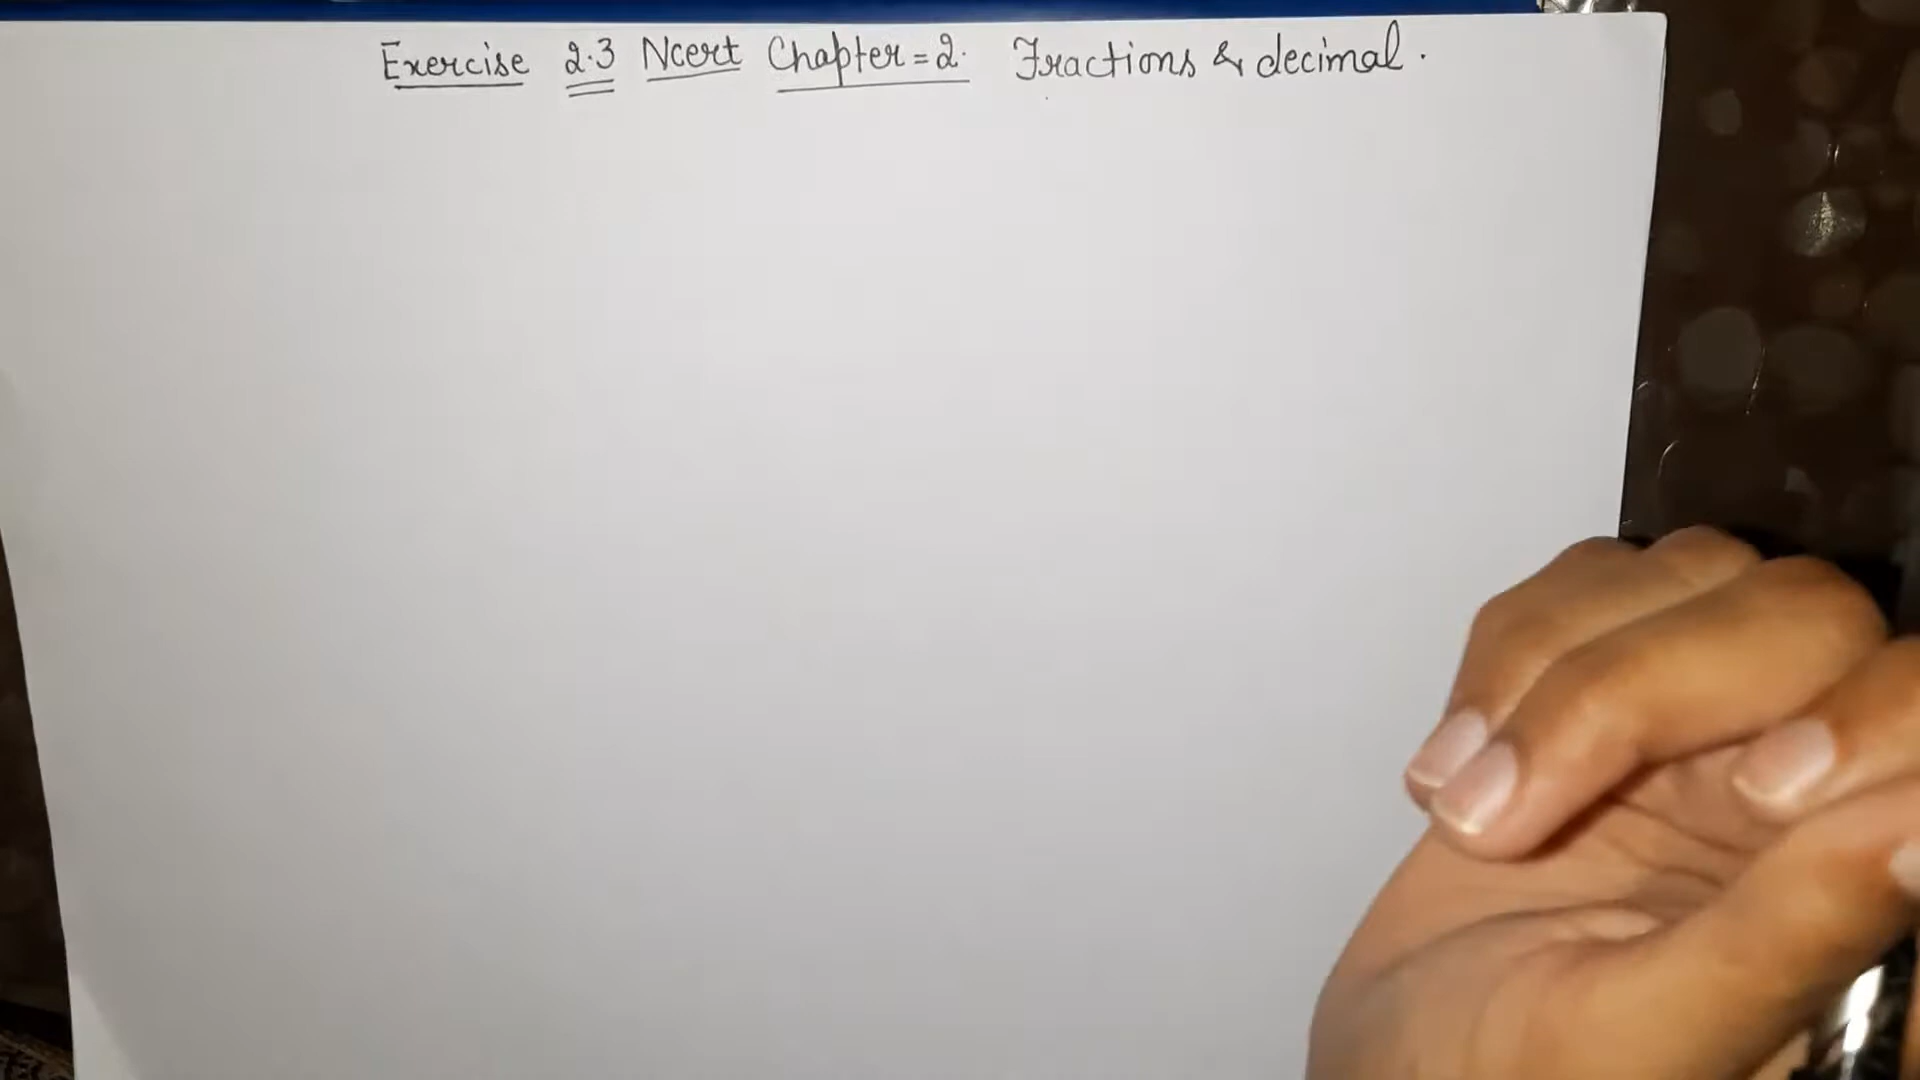 Exercise 2.3 Ncert Chapter = 2. Fractions & decimal.